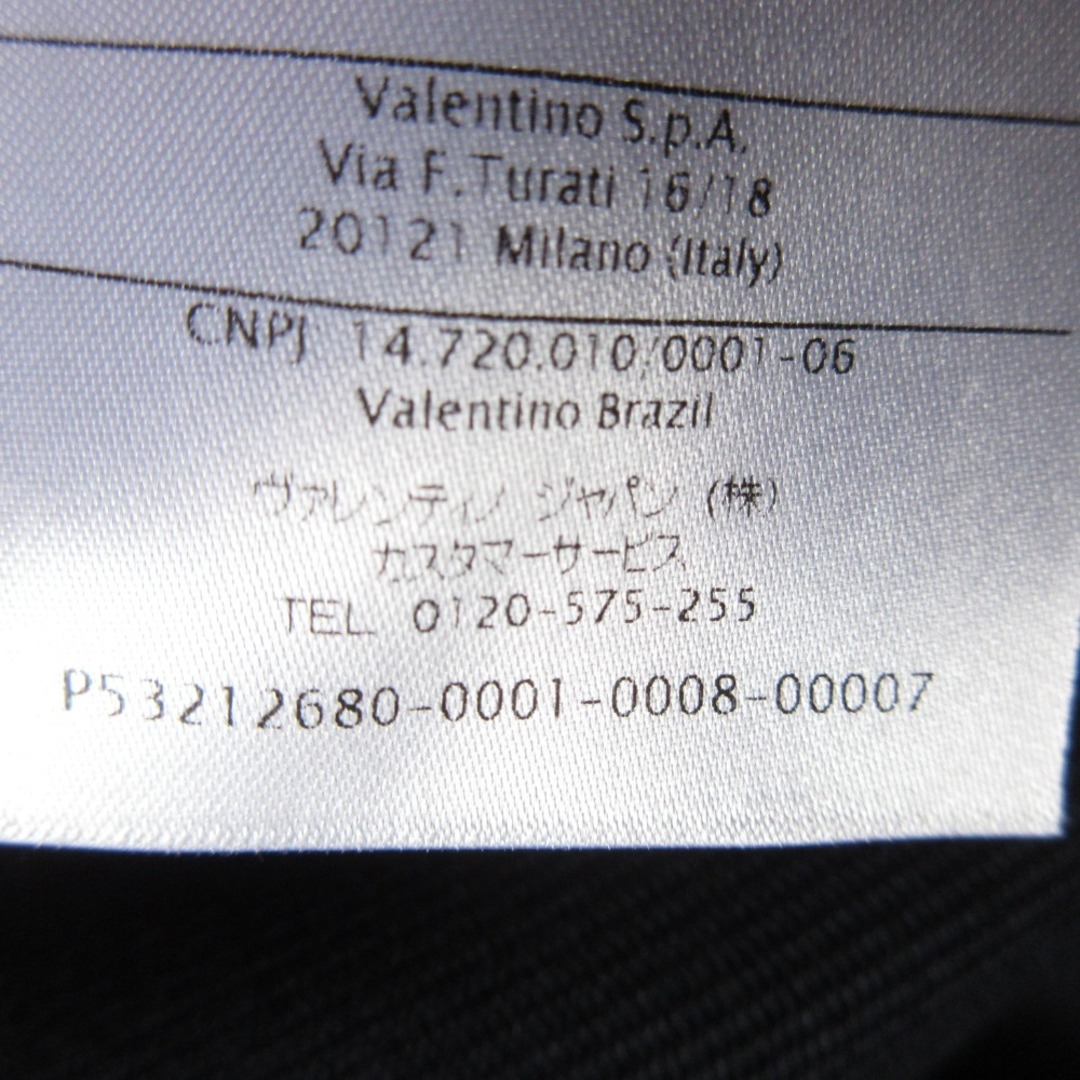 Valentino S.p.A.
Via F.Turati 16/18
20121 Milano (Italy)
CNPJ 14.720.010/0001-06
Valentino Brazil
ヴァレンティノ ジャパン (株)
カスタマーサービス
TEL 0120-575-255
P53212680-0001-0008-00007